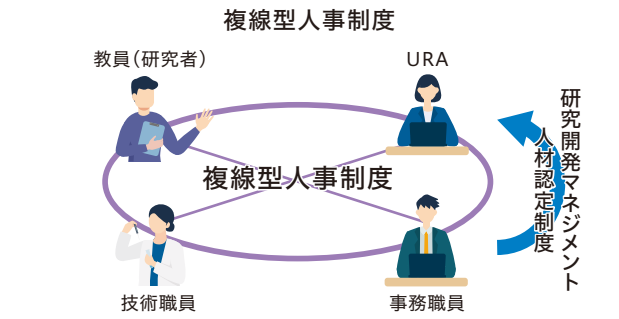 複線型人事制度
教員（研究者）
URA
複線型人事制度
研究開発マネジメント
人材認定制度
技術職員
事務職員